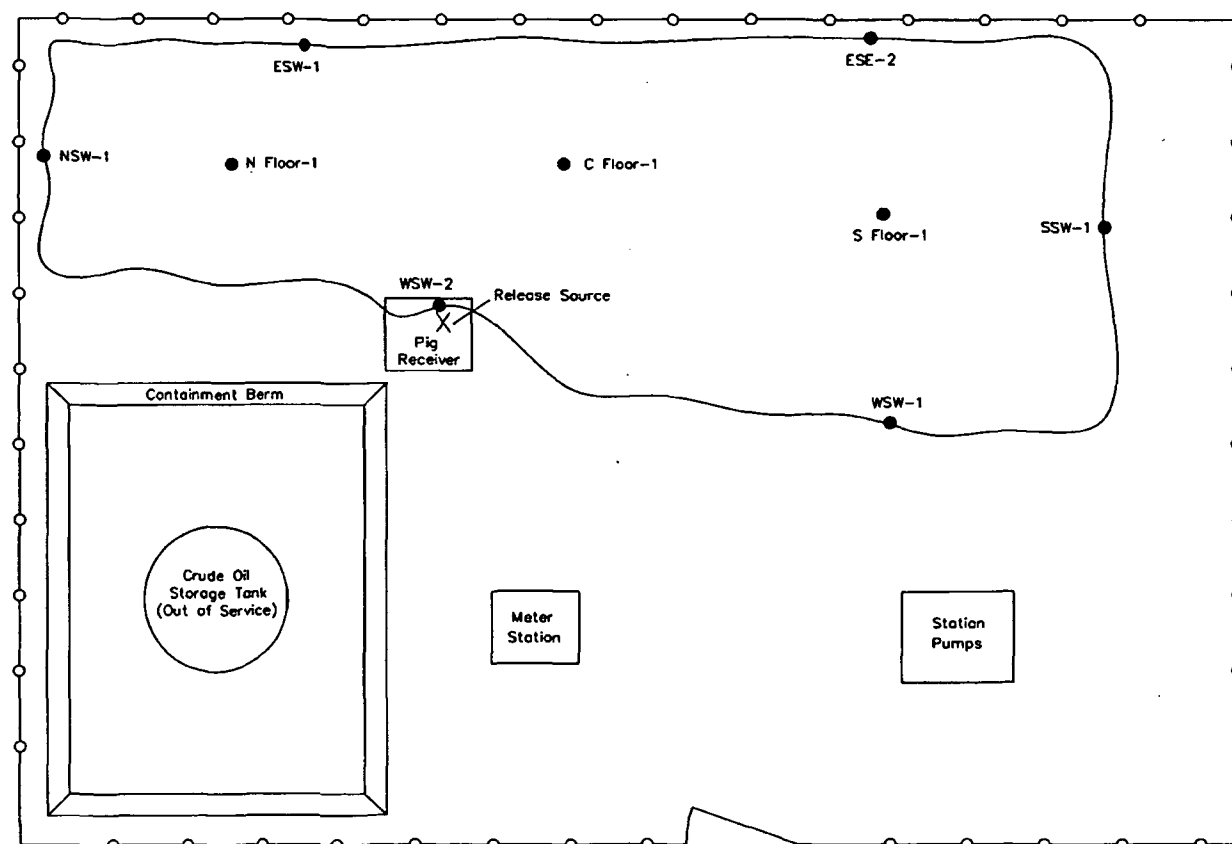 ESW-1
ESE-2
NSW-1
N Floor-1
C Floor-1
S Floor-1
SSW-1
WSW-2
Release Source
X
Pig
Receiver
Containment Berm
WSW-1
Crude Oil
Storage Tank
(Out of Service)
Meter
Station
Station
Pumps